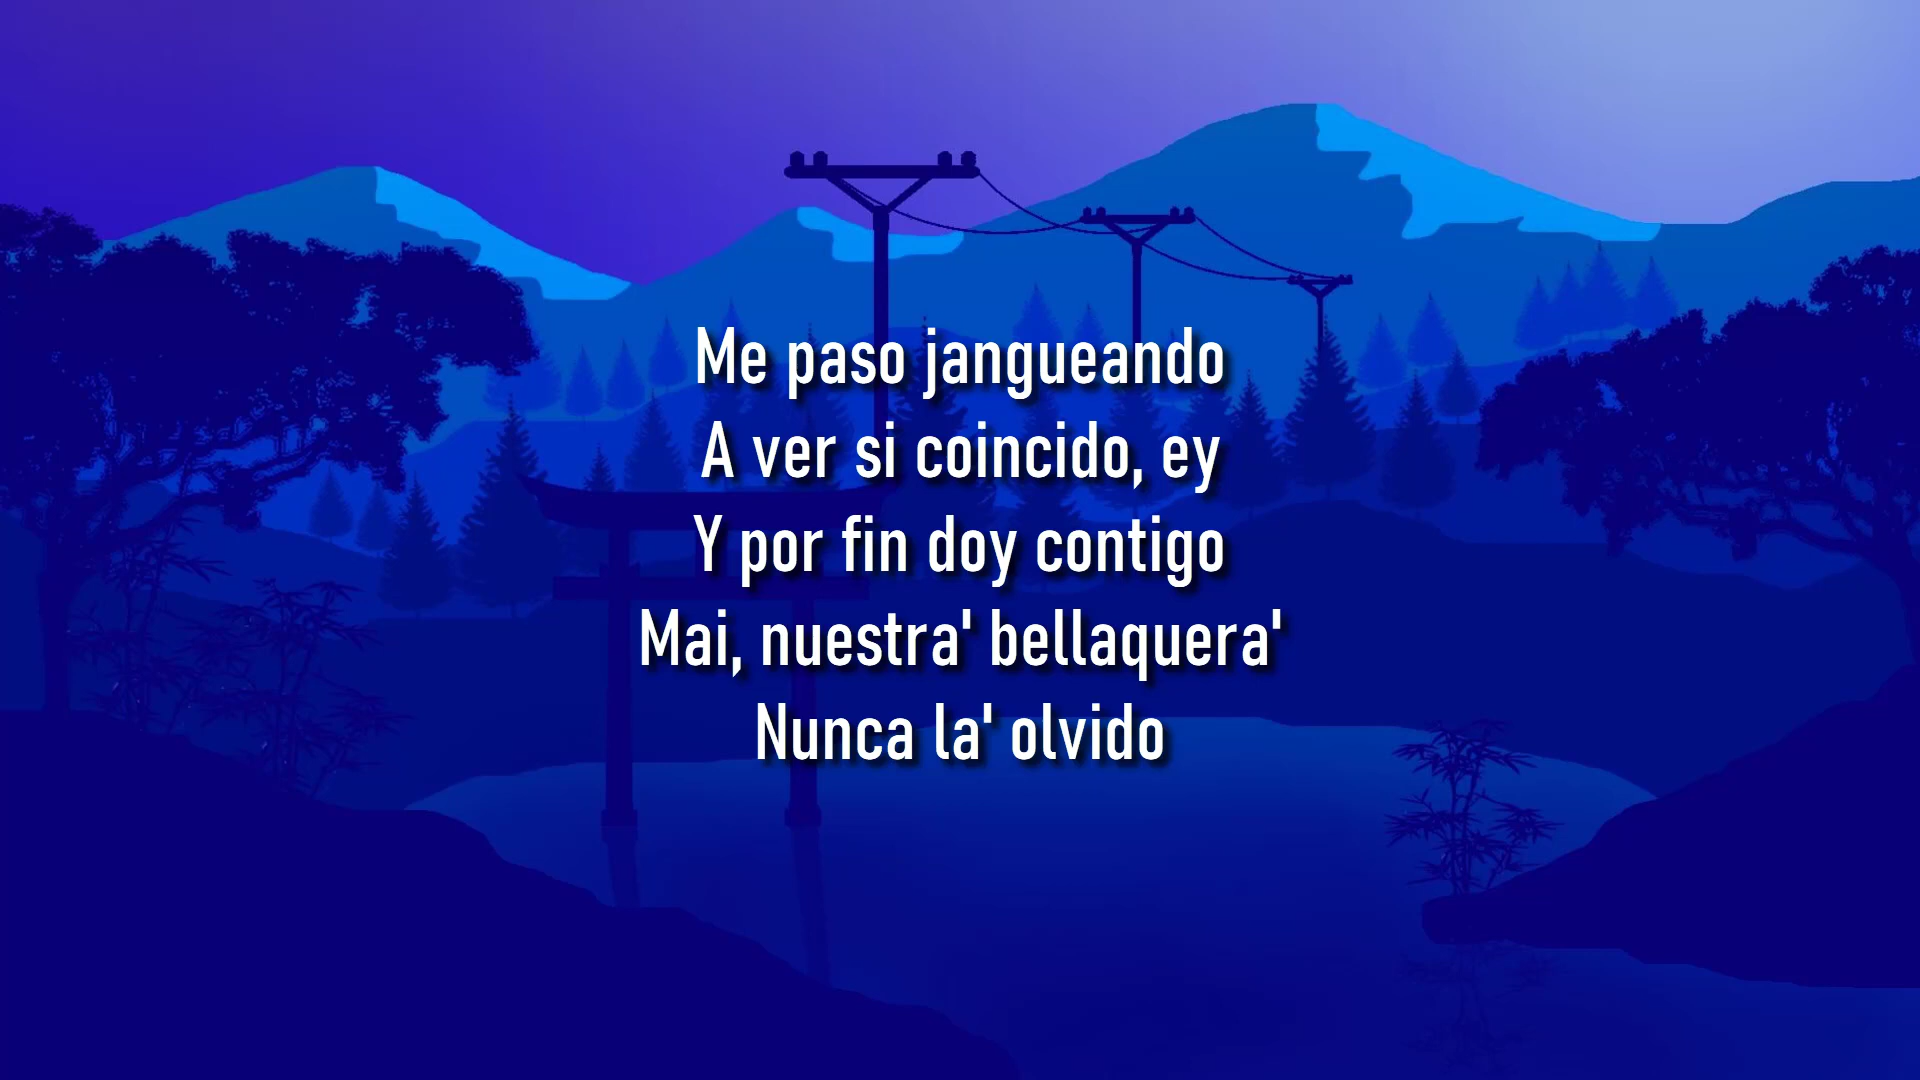 Me paso jangueando
A ver si coincido, ey
Y por fin doy contigo
Mai, nuestra' bellaquera'
Nunca la' olvido